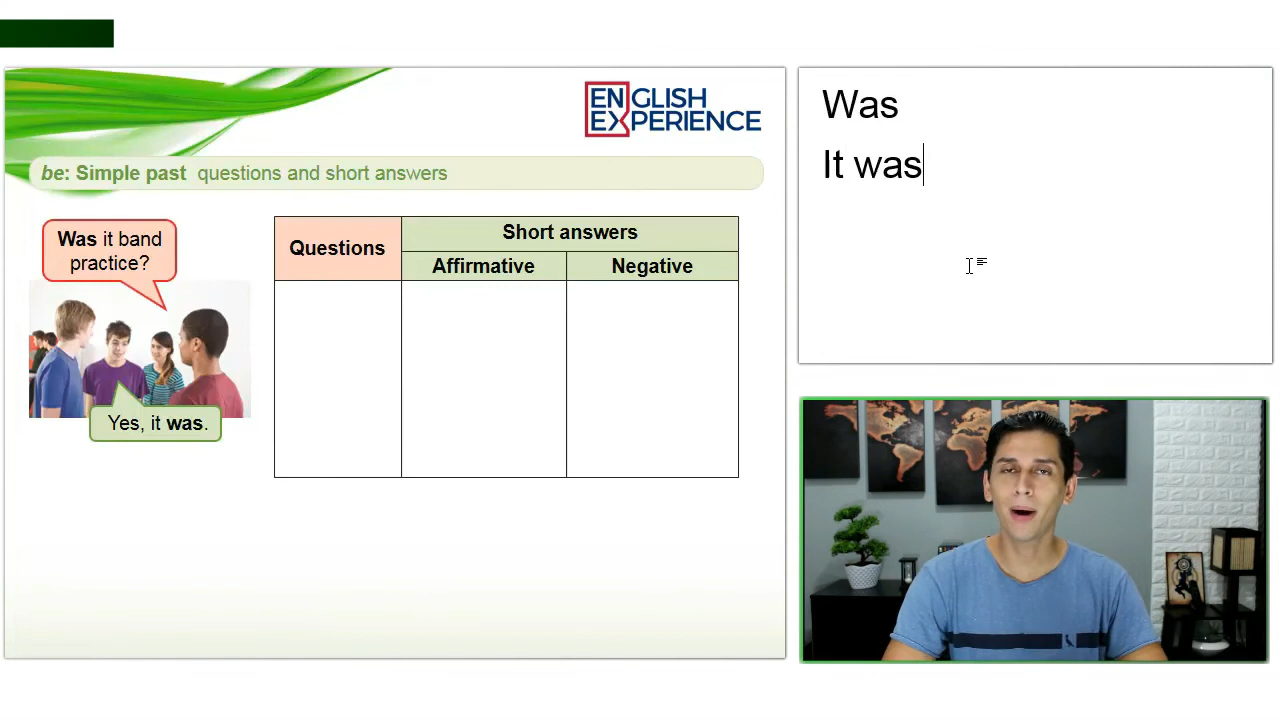 ENGLISH
EXPERIENCE
be: Simple past questions and short answers
Was it band
practice?
Yes, it was.
Questions
Short answers
Affirmative
Negative
Was
It was